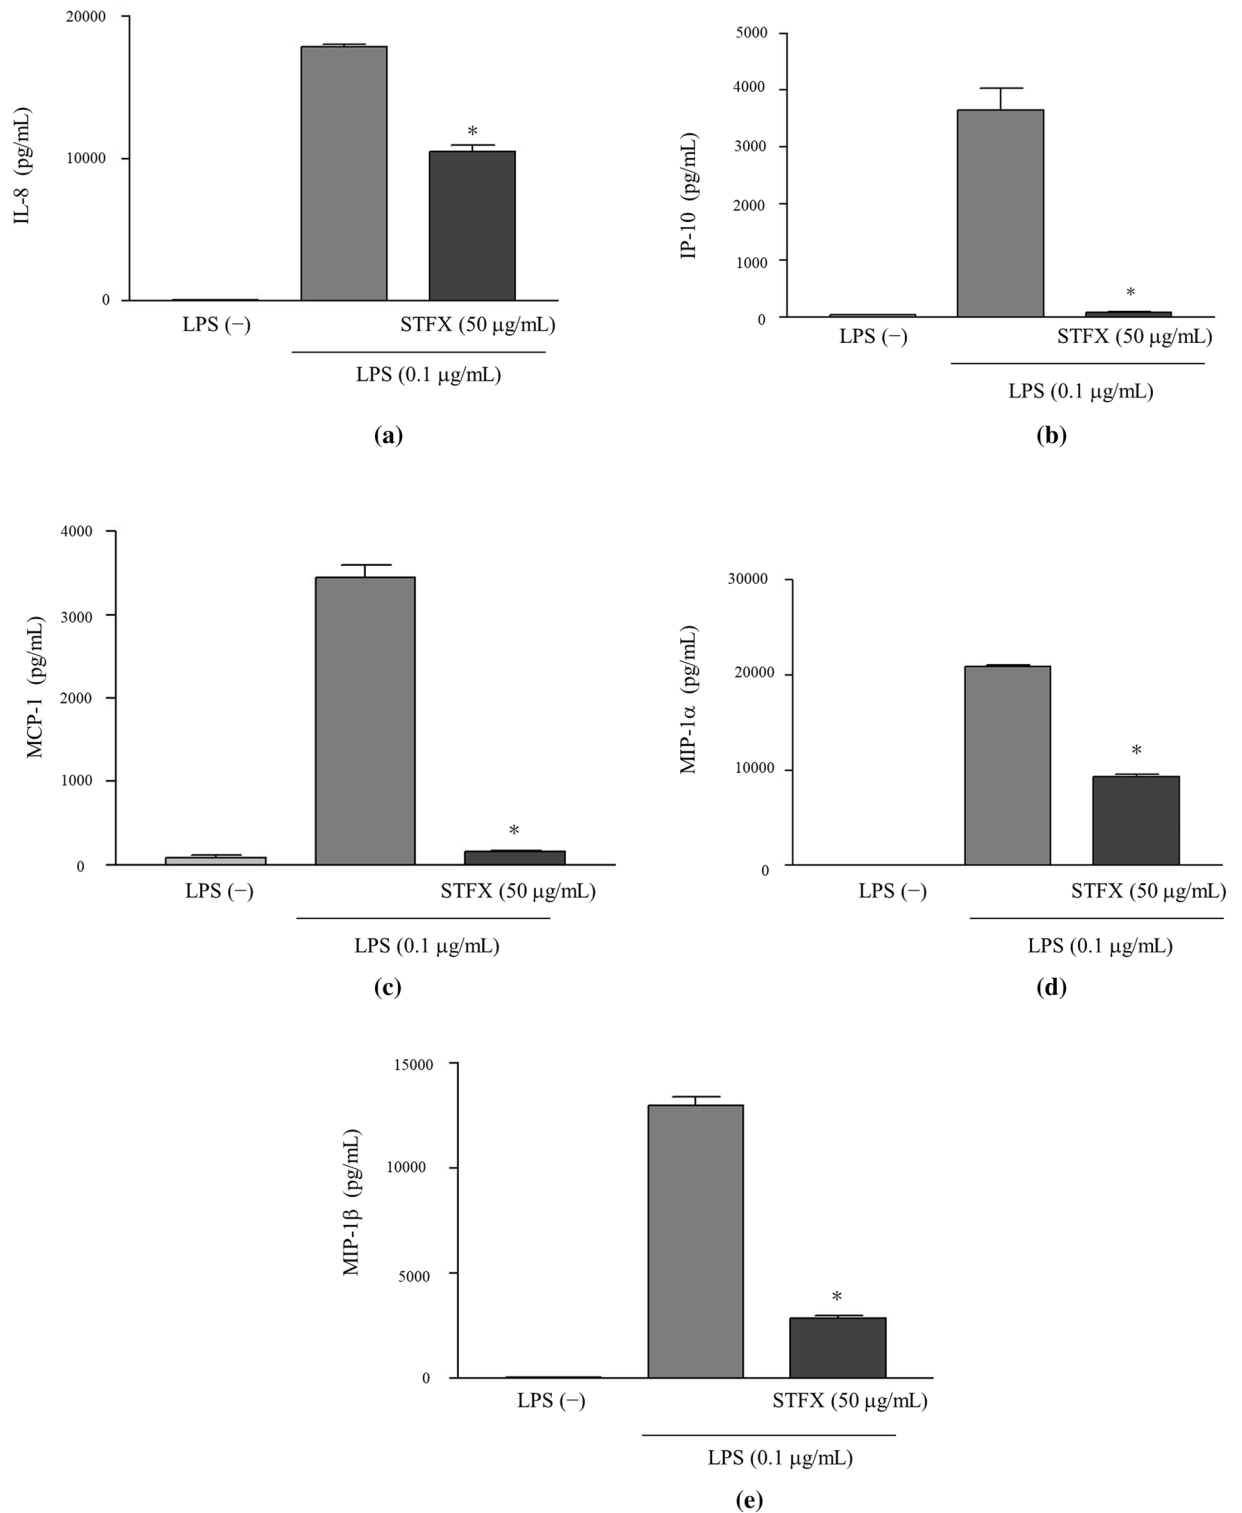 20000
10000
0
IL-8 (pg/mL)
*
LPS (−)
STFX (50 μg/mL)
LPS (0.1 μg/mL)
(a)
5000
4000
3000
2000
1000
0
IP-10 (pg/mL)
*
LPS (−)
STFX (50 μg/mL)
LPS (0.1 μg/mL)
(b)
4000
3000
2000
1000
0
MCP-1 (pg/mL)
*
LPS (−)
STFX (50 μg/mL)
LPS (0.1 μg/mL)
(c)
30000
20000
10000
0
MIP-1α (pg/mL)
*
LPS (−)
STFX (50 μg/mL)
LPS (0.1 μg/mL)
(d)
15000
10000
5000
0
MIP-1β (pg/mL)
*
LPS (−)
STFX (50 μg/mL)
LPS (0.1 μg/mL)
(e)